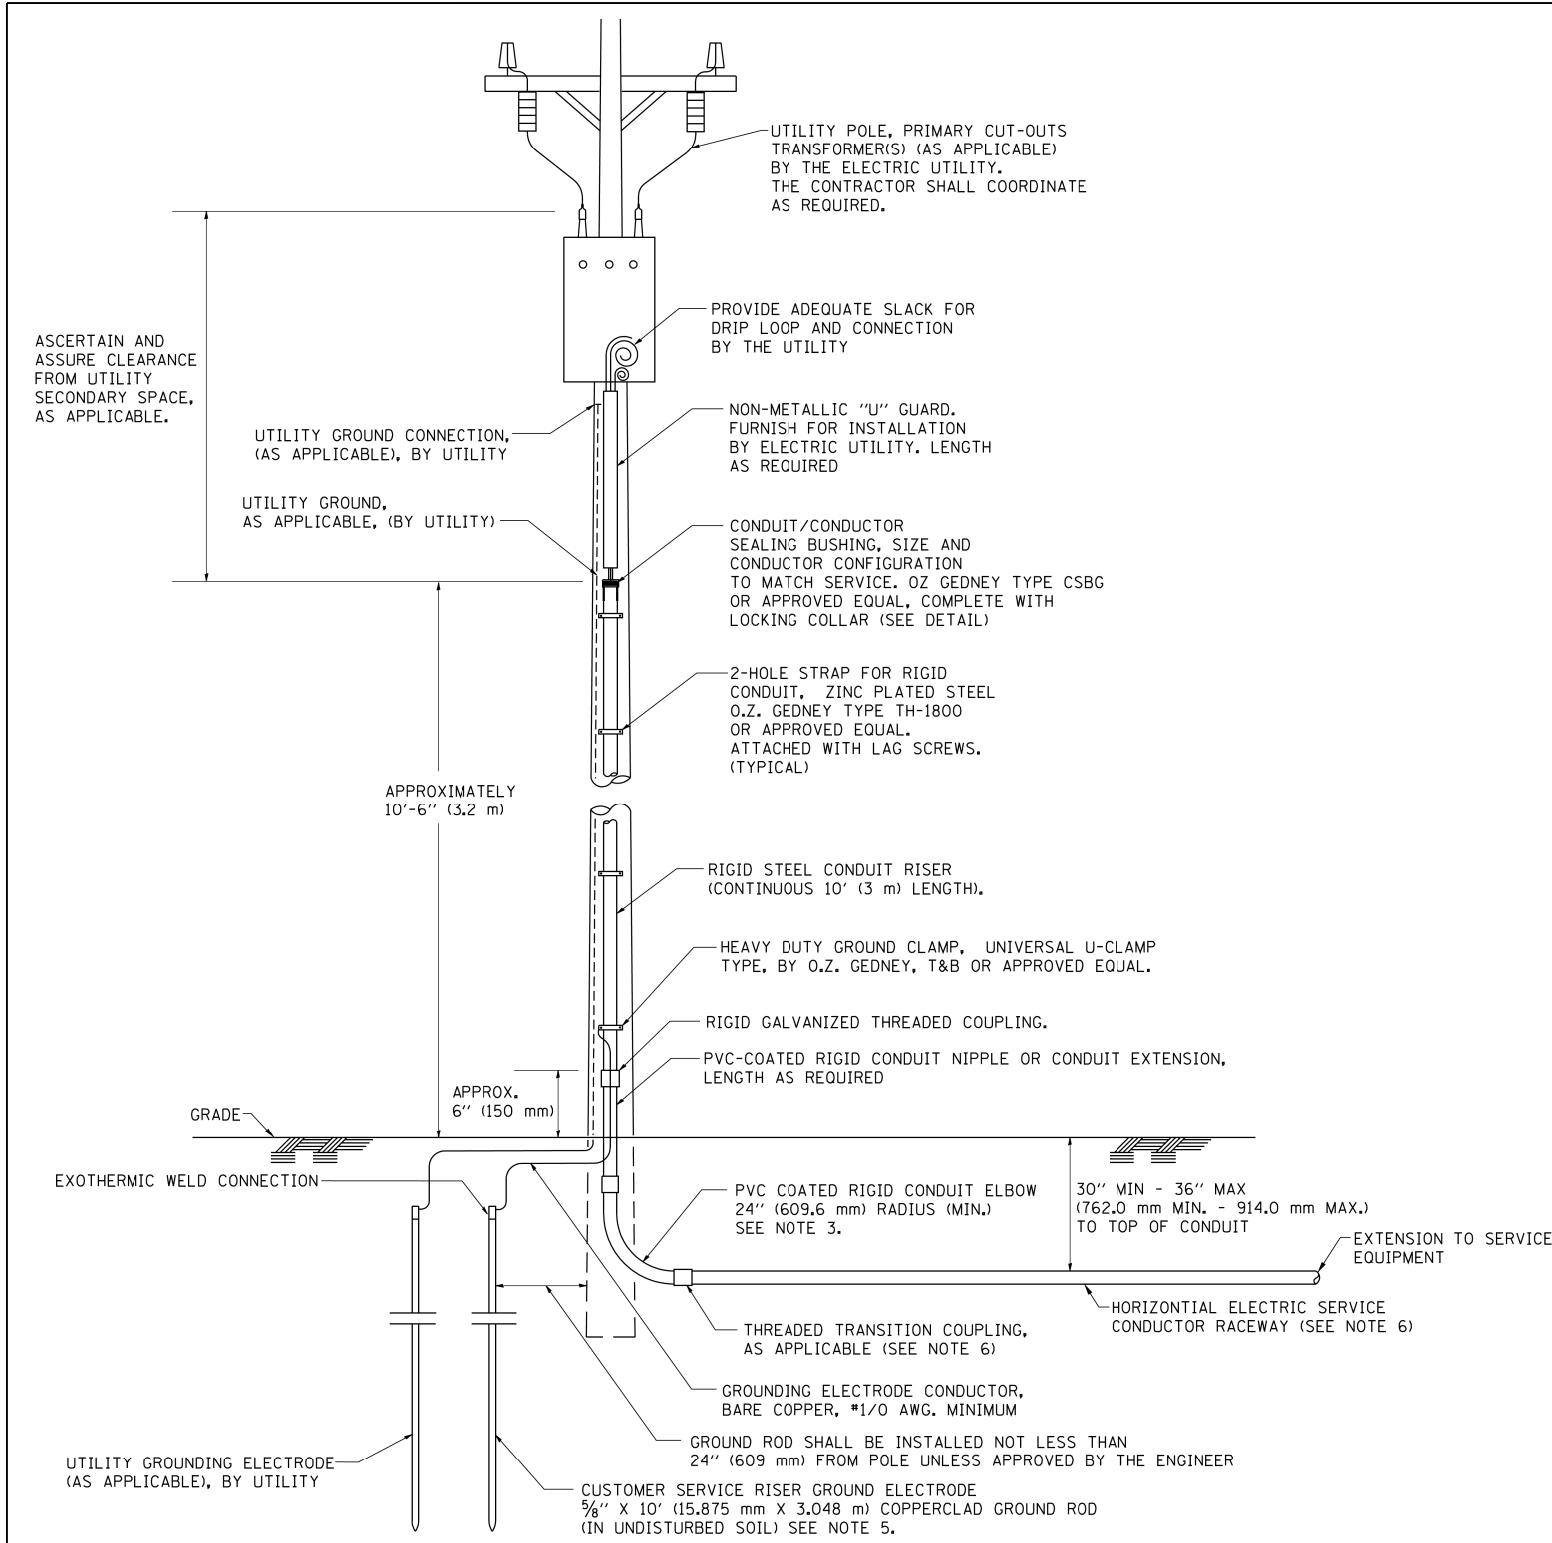 UTILITY POLE, PRIMARY CUT-OUTS
TRANSFORMER(S) (AS APPLICABLE)
BY THE ELECTRIC UTILITY.
THE CONTRACTOR SHALL COORDINATE
AS REQUIRED.
PROVIDE ADEQUATE SLACK FOR
DRIP LOOP AND CONNECTION
BY THE UTILITY
ASCERTAIN AND
ASSURE CLEARANCE
FROM UTILITY
SECONDARY SPACE,
AS APPLICABLE.
UTILITY GROUND CONNECTION,
(AS APPLICABLE), BY UTILITY
NON-METALLIC "U" GUARD.
FURNISH FOR INSTALLATION
BY ELECTRIC UTILITY. LENGTH
AS REQUIRED
UTILITY GROUND,
AS APPLICABLE, (BY UTILITY)
CONDUIT/CONDUCTOR
SEALING BUSHING, SIZE AND
CONDUCTOR CONFIGURATION
TO MATCH SERVICE. OZ GEDNEY TYPE CSBG
OR APPROVED EQUAL, COMPLETE WITH
LOCKING COLLAR (SEE DETAIL)
2-HOLE STRAP FOR RIGID
CONDUIT, ZINC PLATED STEEL
O.Z. GEDNEY TYPE TH-1800
OR APPROVED EQUAL.
ATTACHED WITH LAG SCREWS.
(TYPICAL)
APPROXIMATELY
10'-6'' (3.2 m)
RIGID STEEL CONDUIT RISER
(CONTINUOUS 10' (3 m) LENGTH).
HEAVY DUTY GROUND CLAMP, UNIVERSAL U-CLAMP
TYPE, BY O.Z. GEDNEY, T&B OR APPROVED EQUAL.
RIGID GALVANIZED THREADED COUPLING.
PVC-COATED RIGID CONDUIT NIPPLE OR CONDUIT EXTENSION,
LENGTH AS REQUIRED
APPROX.
6'' (150 mm)
GRADE
EXOTHERMIC WELD CONNECTION
PVC COATED RIGID CONDUIT ELBOW
24'' (609.6 mm) RADIUS (MIN.)
SEE NOTE 3.
30'' MIN - 36'' MAX
(762.0 mm MIN. - 914.0 mm MAX.)
TO TOP OF CONDUIT
EXTENSION TO SERVICE
EQUIPMENT
HORIZONTIAL ELECTRIC SERVICE
CONDUCTOR RACEWAY (SEE NOTE 6)
THREADED TRANSITION COUPLING,
AS APPLICABLE (SEE NOTE 6)
GROUNDING ELECTRODE CONDUCTOR,
BARE COPPER, #1/0 AWG. MINIMUM
GROUND ROD SHALL BE INSTALLED NOT LESS THAN
24'' (609 mm) FROM POLE UNLESS APPROVED BY THE ENGINEER
UTILITY GROUNDING ELECTRODE
(AS APPLICABLE), BY UTILITY
CUSTOMER SERVICE RISER GROUND ELECTRODE
5/8'' X 10' (15.875 mm X 3.048 m) COPPERCLAD GROUND ROD
(IN UNDISTURBED SOIL) SEE NOTE 5.